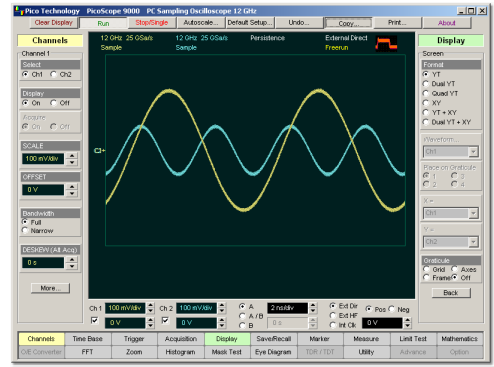 Pico Technology PicoScope 9000 PC Sampling Oscilloscope 12 GHz
Clear Display Run Stop/Single Autoscale... Default Setup... Undo... Copy... Print... About
Channels
Channel 1
Select
Ch1 Ch2
Display
On Off
Acquire
On Off
SCALE
100 mV/div
OFFSET
0 V
Bandwidth
Full
Narrow
DESKEW (All Acq)
0 s
More...
12 GHz 25 GSa/s 12 GHz 25 GSa/s Persistence External Direct
Sample Sample Freerun
Display
Screen
Format
YT
Dual YT
Quad YT
XY
YT + XY
Dual YT + XY
Waveform...
Ch1
Place on Graticule
1 3
2 4
X =
Ch1
Y =
Ch2
Graticule
Grid Axes
Frame Off
Back
Ch 1 100 mV/div Ch 2 100 mV/div A 2 ns/div Ext Dir Pos Neg
A / B Ext HF
0 V 0 V B 0 s Int Clk 0 V
Channels Time Base Trigger Acquisition Display Save/Recall Marker Measure Limit Test Mathematics
O/E Converter FFT Zoom Histogram Mask Test Eye Diagram TDR / TDT Utility Advance Option